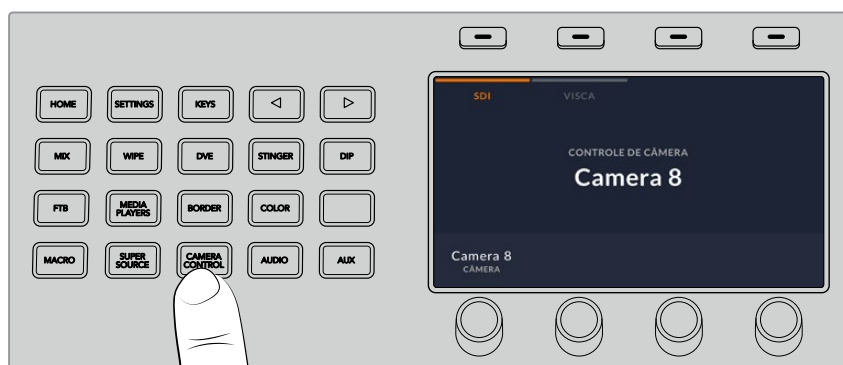 HOME
SETTINGS
KEYS
MIX
WIPE
DVE
STINGER
DIP
FTB
MEDIA
PLAYERS
BORDER
COLOR
MACRO
SUPER
SOURCE
CAMERA
CONTROL
AUDIO
AUX
SDI
VISCA
CONTROLE DE CÂMERA
Camera 8
Camera 8
CÂMERA